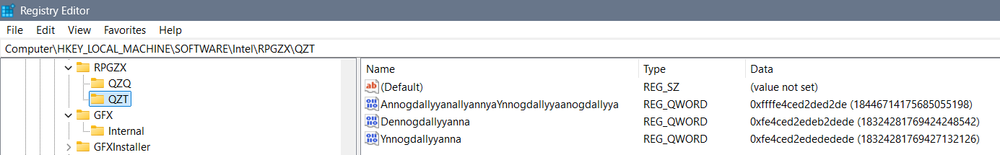 Registry Editor
File Edit View Favorites Help
Computer\HKEY_LOCAL_MACHINE\SOFTWARE\Intel\RPGZX\QZT
RPGZX
QZQ
QZT
GFX
Internal
GFXInstaller
Name Type Data
(Default) REG_SZ (value not set)
AnnogdallyyanallyannyaYnnogdallyyaanogdallyya REG_QWORD 0xffffe4ced2ded2de (18446714175685055198)
Dennogdallyyanna REG_QWORD 0xfe4ced2edeb2dede (18324281769424248542)
Ynnogdallyyanna REG_QWORD 0xfe4ced2edededede (18324281769427132126)